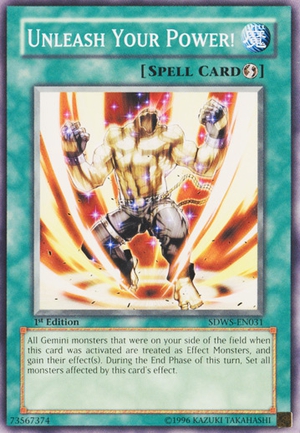 UNLEASH YOUR POWER!
[SPELL CARD]
1st Edition
SDWS-EN031
All Gemini monsters that were on your side of the field when
this card was activated are treated as Effect Monsters, and
gain their effect(s). During the End Phase of this turn, Set all
monsters affected by this card's effect.
73567374
©1996 KAZUKI TAKAHASHI